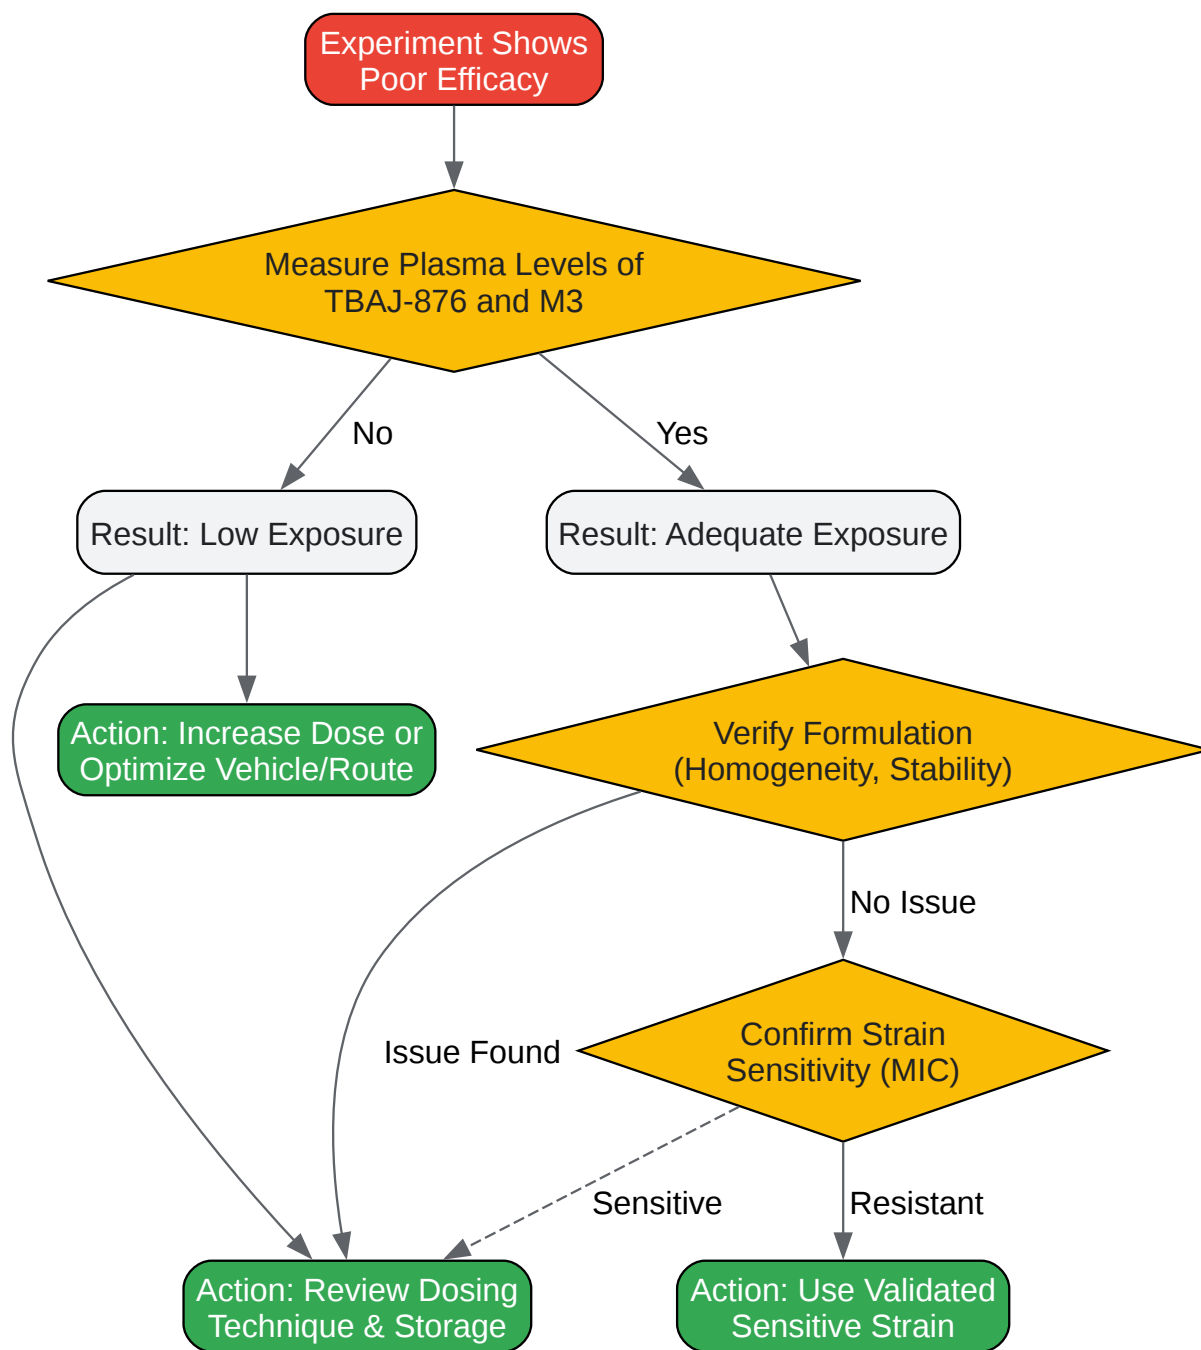 Experiment Shows
Poor Efficacy
Measure Plasma Levels of
TBAJ-876 and M3
No
Yes
Result: Low Exposure
Result: Adequate Exposure
Action: Increase Dose or
Optimize Vehicle/Route
Verify Formulation
(Homogeneity, Stability)
No Issue
Issue Found
Confirm Strain
Sensitivity (MIC)
Sensitive
Resistant
Action: Review Dosing
Technique & Storage
Action: Use Validated
Sensitive Strain